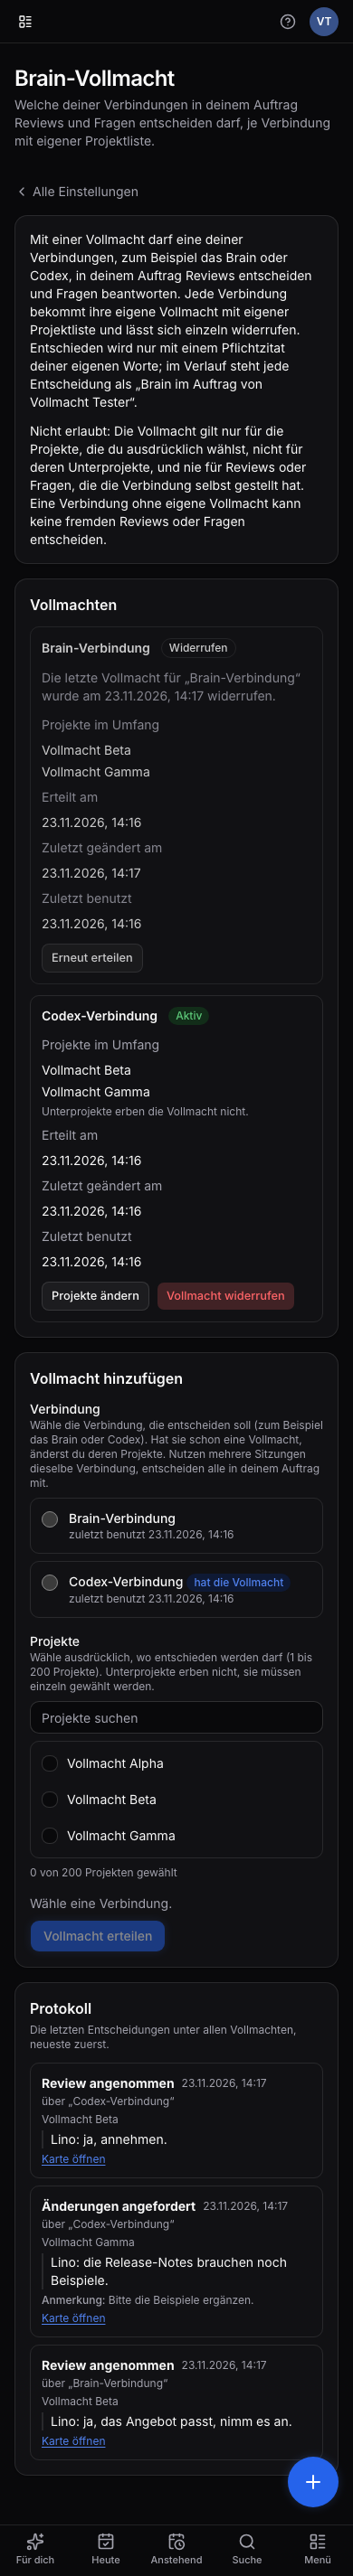 VT
Brain-Vollmacht
Welche deiner Verbindungen in deinem Auftrag
Reviews und Fragen entscheiden darf, je Verbindung
mit eigener Projektliste.
Alle Einstellungen
Mit einer Vollmacht darf eine deiner
Verbindungen, zum Beispiel das Brain oder
Codex, in deinem Auftrag Reviews entscheiden
und Fragen beantworten. Jede Verbindung
bekommt ihre eigene Vollmacht mit eigener
Projektliste und lässt sich einzeln widerrufen.
Entschieden wird nur mit einem Pflichtzitat
deiner eigenen Worte; im Verlauf steht jede
Entscheidung als „Brain im Auftrag von
Vollmacht Tester“.
Nicht erlaubt: Die Vollmacht gilt nur für die
Projekte, die du ausdrücklich wählst, nicht für
deren Unterprojekte, und nie für Reviews oder
Fragen, die die Verbindung selbst gestellt hat.
Eine Verbindung ohne eigene Vollmacht kann
keine fremden Reviews oder Fragen
entscheiden.
Vollmachten
Brain-Verbindung Widerrufen
Die letzte Vollmacht für „Brain-Verbindung“
wurde am 23.11.2026, 14:17 widerrufen.
Projekte im Umfang
Vollmacht Beta
Vollmacht Gamma
Erteilt am
23.11.2026, 14:16
Zuletzt geändert am
23.11.2026, 14:17
Zuletzt benutzt
23.11.2026, 14:16
Erneut erteilen
Codex-Verbindung Aktiv
Projekte im Umfang
Vollmacht Beta
Vollmacht Gamma
Unterprojekte erben die Vollmacht nicht.
Erteilt am
23.11.2026, 14:16
Zuletzt geändert am
23.11.2026, 14:16
Zuletzt benutzt
23.11.2026, 14:16
Projekte ändern Vollmacht widerrufen
Vollmacht hinzufügen
Verbindung
Wähle die Verbindung, die entscheiden soll (zum Beispiel
das Brain oder Codex). Hat sie schon eine Vollmacht,
änderst du deren Projekte. Nutzen mehrere Sitzungen
dieselbe Verbindung, entscheiden alle in deinem Auftrag
mit.
Brain-Verbindung
zuletzt benutzt 23.11.2026, 14:16
Codex-Verbindung hat die Vollmacht
zuletzt benutzt 23.11.2026, 14:16
Projekte
Wähle ausdrücklich, wo entschieden werden darf (1 bis
200 Projekte). Unterprojekte erben nicht, sie müssen
einzeln gewählt werden.
Projekte suchen
Vollmacht Alpha
Vollmacht Beta
Vollmacht Gamma
0 von 200 Projekten gewählt
Wähle eine Verbindung.
Vollmacht erteilen
Protokoll
Die letzten Entscheidungen unter allen Vollmachten,
neueste zuerst.
Review angenommen 23.11.2026, 14:17
über „Codex-Verbindung“
Vollmacht Beta
Lino: ja, annehmen.
Karte öffnen
Änderungen angefordert 23.11.2026, 14:17
über „Codex-Verbindung“
Vollmacht Gamma
Lino: die Release-Notes brauchen noch
Beispiele.
Anmerkung: Bitte die Beispiele ergänzen.
Karte öffnen
Review angenommen 23.11.2026, 14:17
über „Brain-Verbindung“
Vollmacht Beta
Lino: ja, das Angebot passt, nimm es an.
Karte öffnen
Für dich Heute Anstehend Suche Menü